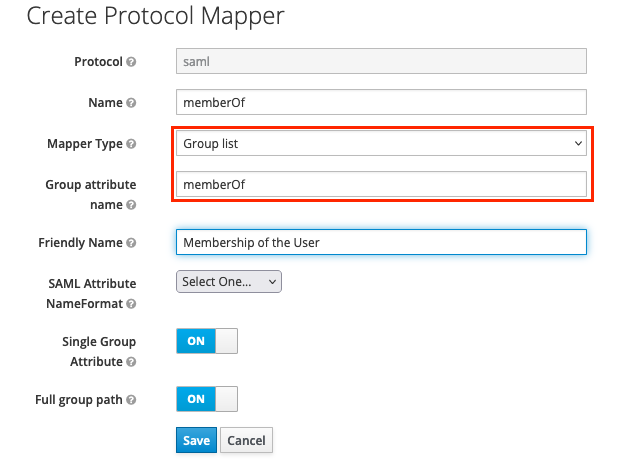 Create Protocol Mapper
Protocol
saml
Name
memberOf
Mapper Type
Group list
Group attribute
name
memberOf
Friendly Name
Membership of the User
SAML Attribute
NameFormat
Select One...
Single Group
Attribute
ON
Full group path
ON
Save Cancel